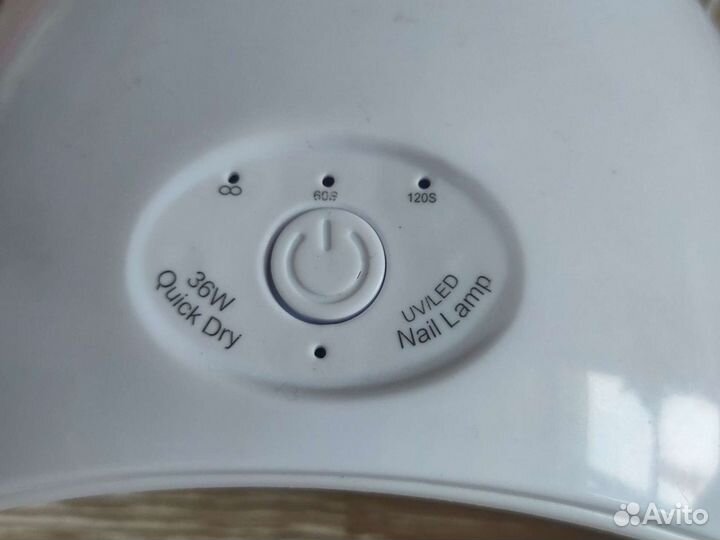 ∞
60S
120S
36W
Quick Dry
UV/LED
Nail Lamp
Avito